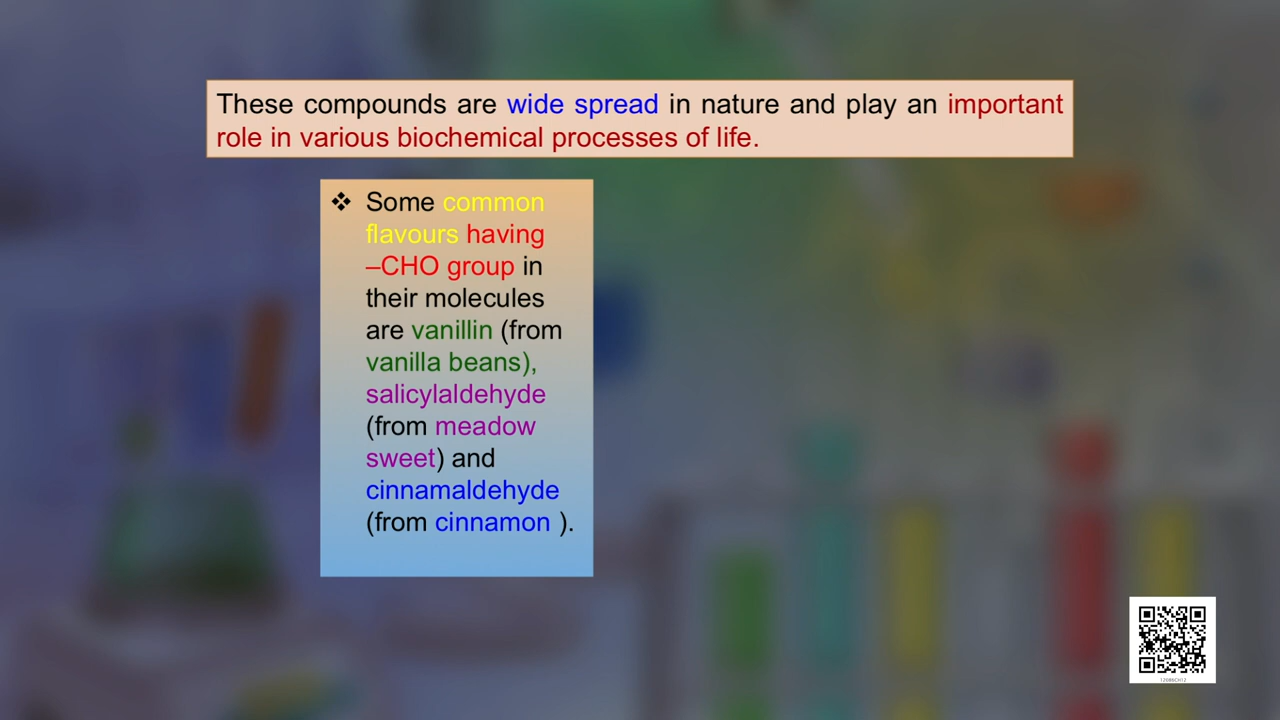 These compounds are wide spread in nature and play an important
role in various biochemical processes of life.
❖ Some common
flavours having
–CHO group in
their molecules
are vanillin (from
vanilla beans),
salicylaldehyde
(from meadow
sweet) and
cinnamaldehyde
(from cinnamon ).